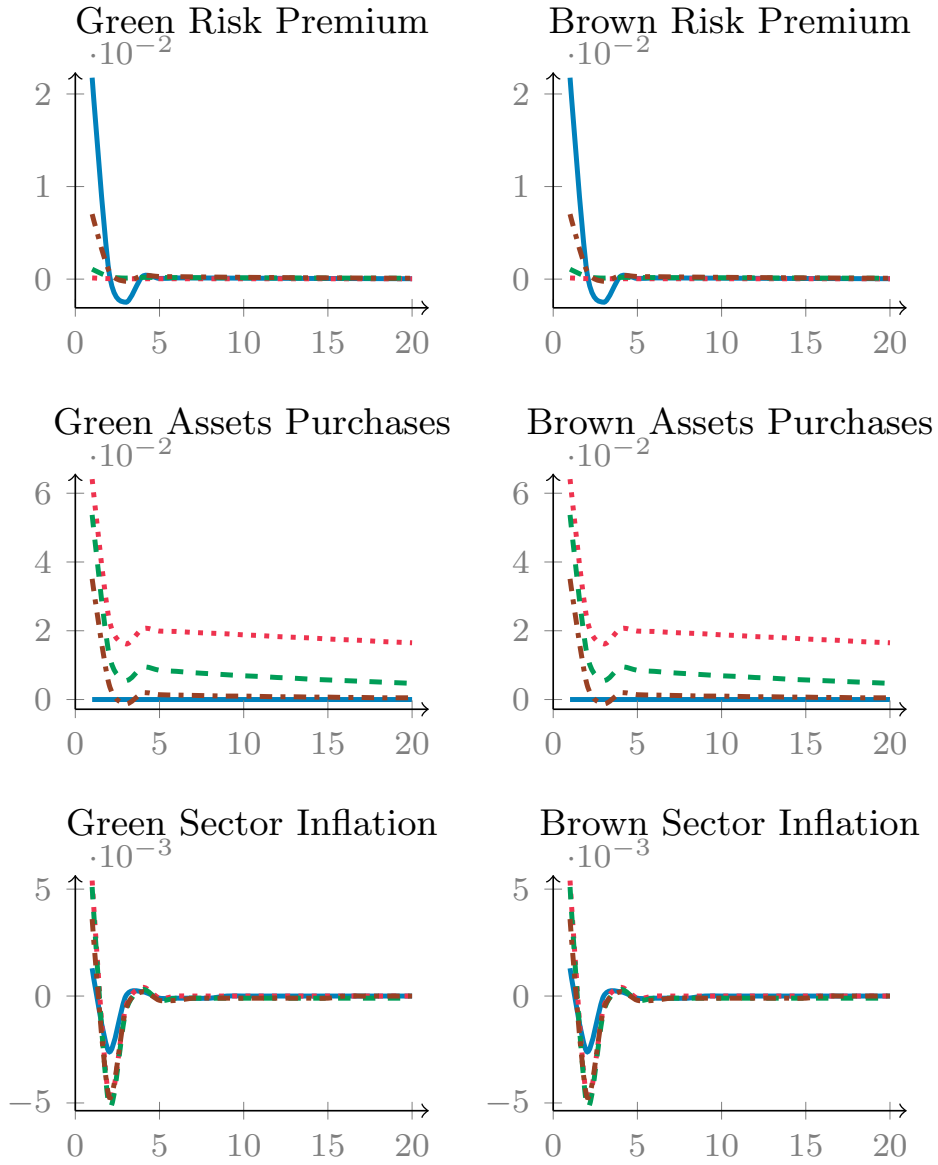 Green Risk Premium
Brown Risk Premium
·10⁻²
·10⁻²
2
1
0
0 5 10 15 20
2
1
0
0 5 10 15 20
Green Assets Purchases
Brown Assets Purchases
·10⁻²
·10⁻²
6
4
2
0
0 5 10 15 20
6
4
2
0
0 5 10 15 20
Green Sector Inflation
Brown Sector Inflation
·10⁻³
·10⁻³
5
0
−5
0 5 10 15 20
5
0
−5
0 5 10 15 20